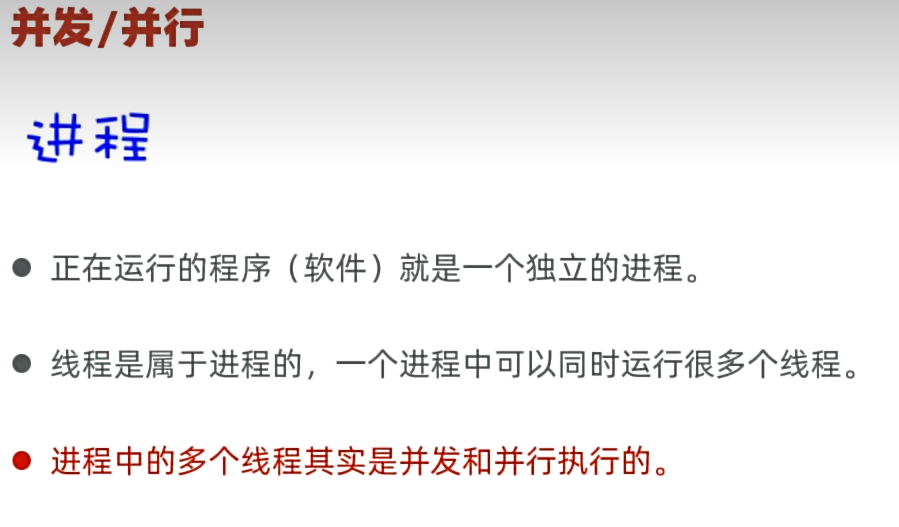 并发/并行
进程
正在运行的程序（软件）就是一个独立的进程。
线程是属于进程的，一个进程中可以同时运行很多个线程。
进程中的多个线程其实是并发和并行执行的。